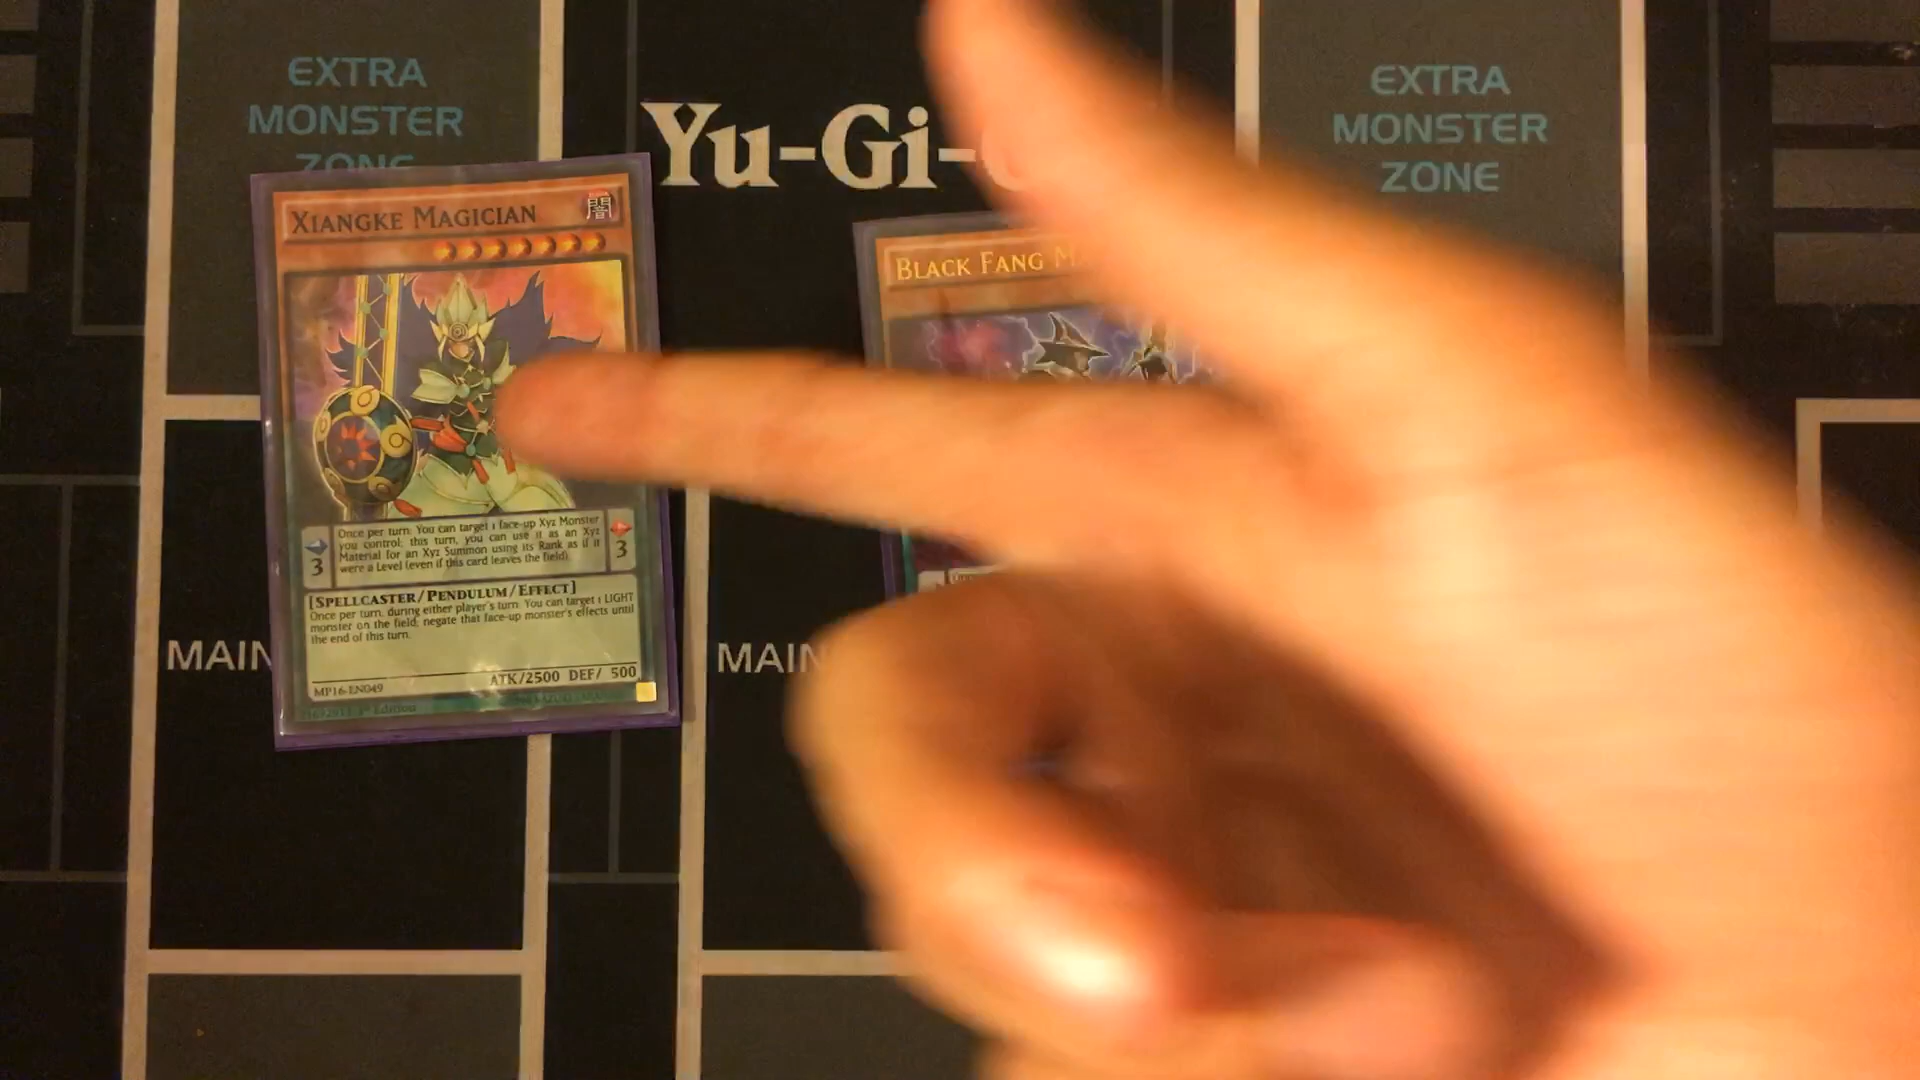 EXTRA
MONSTER
ZONE
Yu-Gi-
EXTRA
MONSTER
ZONE
XIANGKE MAGICIAN
闇
BLACK FANG
3
Once per turn: You can target 1 face-up Xyz Monster
you control; this turn, you can use it as an Xyz
Material for an Xyz Summon using its Rank as if it
were a Level (even if this card leaves the field).
3
[SPELLCASTER/PENDULUM/EFFECT]
Once per turn, during either player's turn: You can target 1 LIGHT
monster on the field; negate that face-up monster's effects until
the end of this turn.
ATK/2500 DEF/ 500
MP16-EN049
1st Edition
MAIN
MAIN